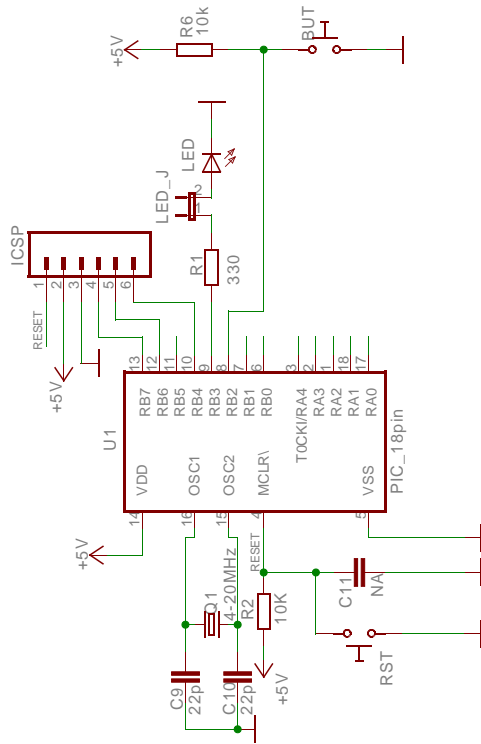 +5V
R6
10k
BUT
LED
LED_J
2
1
ICSP
1
2
3
4
5
6
RESET
+5V
R1
330
13
12
11
10
9
8
7
6
3
2
1
18
17
RB7
RB6
RB5
RB4
RB3
RB2
RB1
RB0
T0CKI/RA4
RA3
RA2
RA1
RA0
U1
PIC_18pin
VDD
OSC1
OSC2
MCLR\
VSS
14
16
15
4
5
+5V
RESET
Q1
4-20MHz
R2
10K
C11
NA
C9
22p
C10
22p
+5V
RST